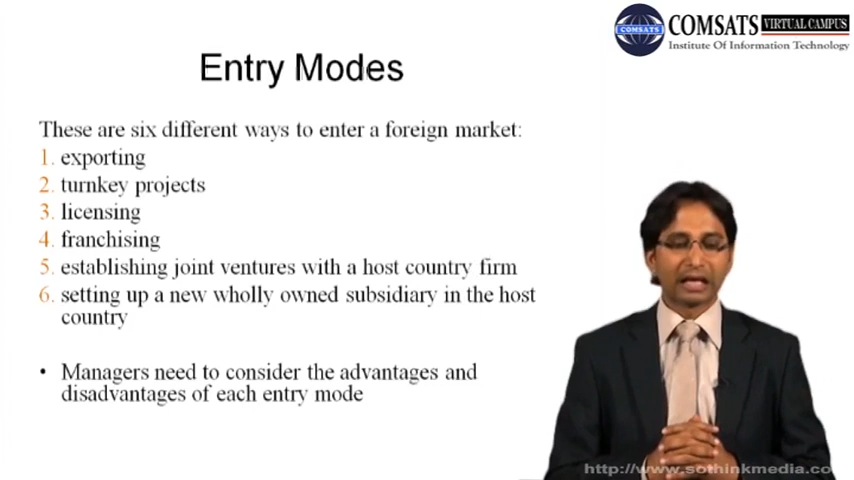 COMSATS VIRTUAL CAMPUS
Institute Of Information Technology
COMSATS
Entry Modes
These are six different ways to enter a foreign market:
1. exporting
2. turnkey projects
3. licensing
4. franchising
5. establishing joint ventures with a host country firm
6. setting up a new wholly owned subsidiary in the host
country
• Managers need to consider the advantages and
disadvantages of each entry mode
http://www.sothinkmedia.co